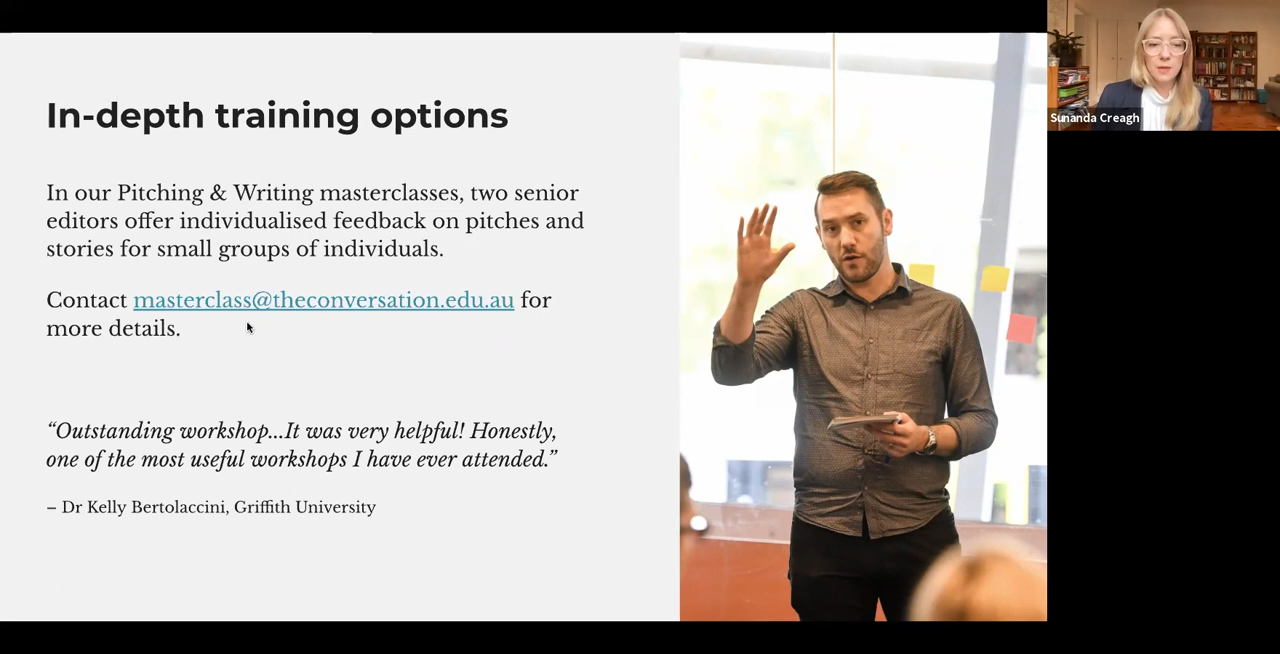 In-depth training options
In our Pitching & Writing masterclasses, two senior
editors offer individualised feedback on pitches and
stories for small groups of individuals.
Contact masterclass@theconversation.edu.au for
more details.
“Outstanding workshop...It was very helpful! Honestly,
one of the most useful workshops I have ever attended.”
– Dr Kelly Bertolaccini, Griffith University
Sunanda Creagh